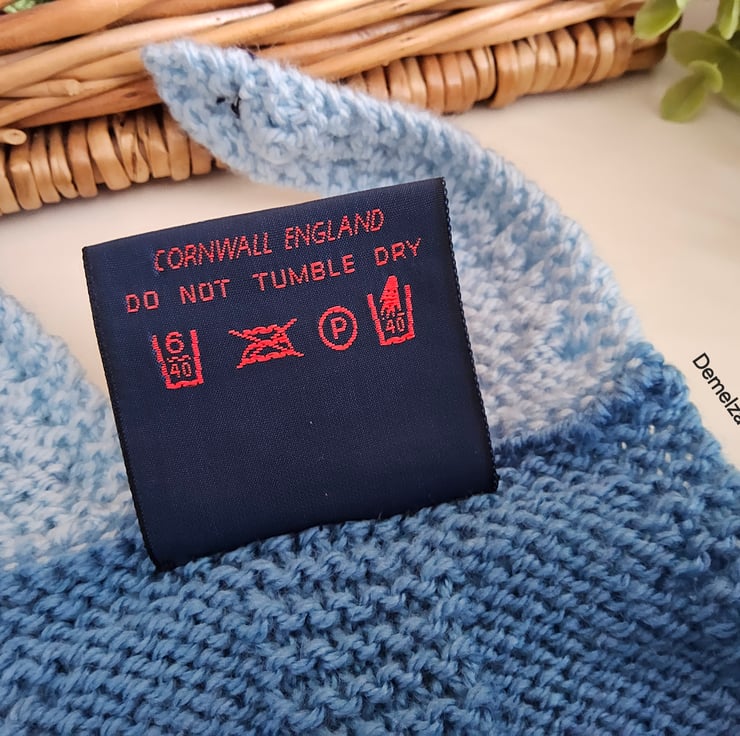 CORNWALL ENGLAND
DO NOT TUMBLE DRY
6 P 40
40
Demelza